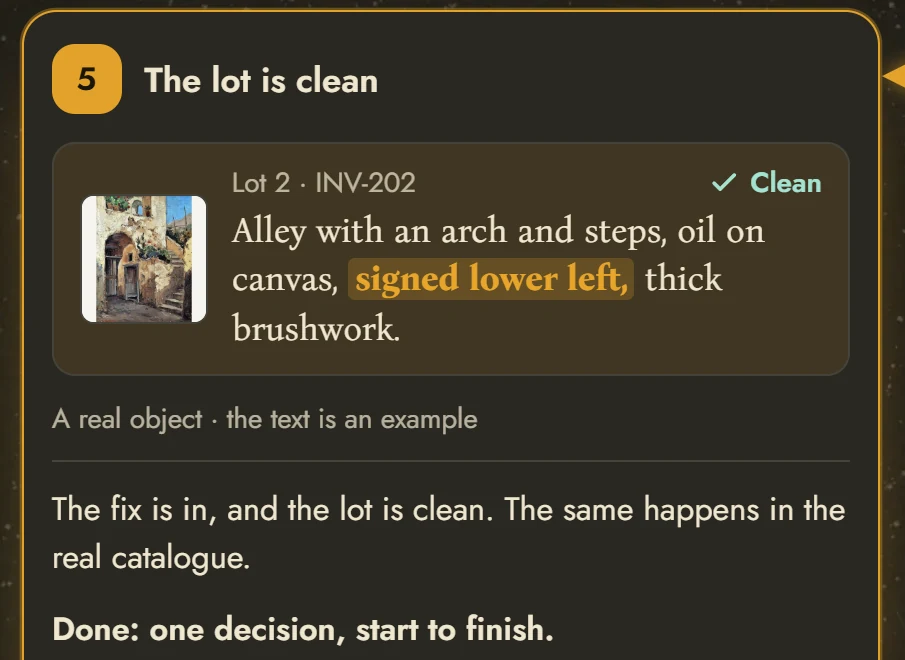 5
The lot is clean
Lot 2 · INV-202
✓ Clean
Alley with an arch and steps, oil on
canvas, signed lower left, thick
brushwork.
A real object · the text is an example
The fix is in, and the lot is clean. The same happens in the
real catalogue.
Done: one decision, start to finish.